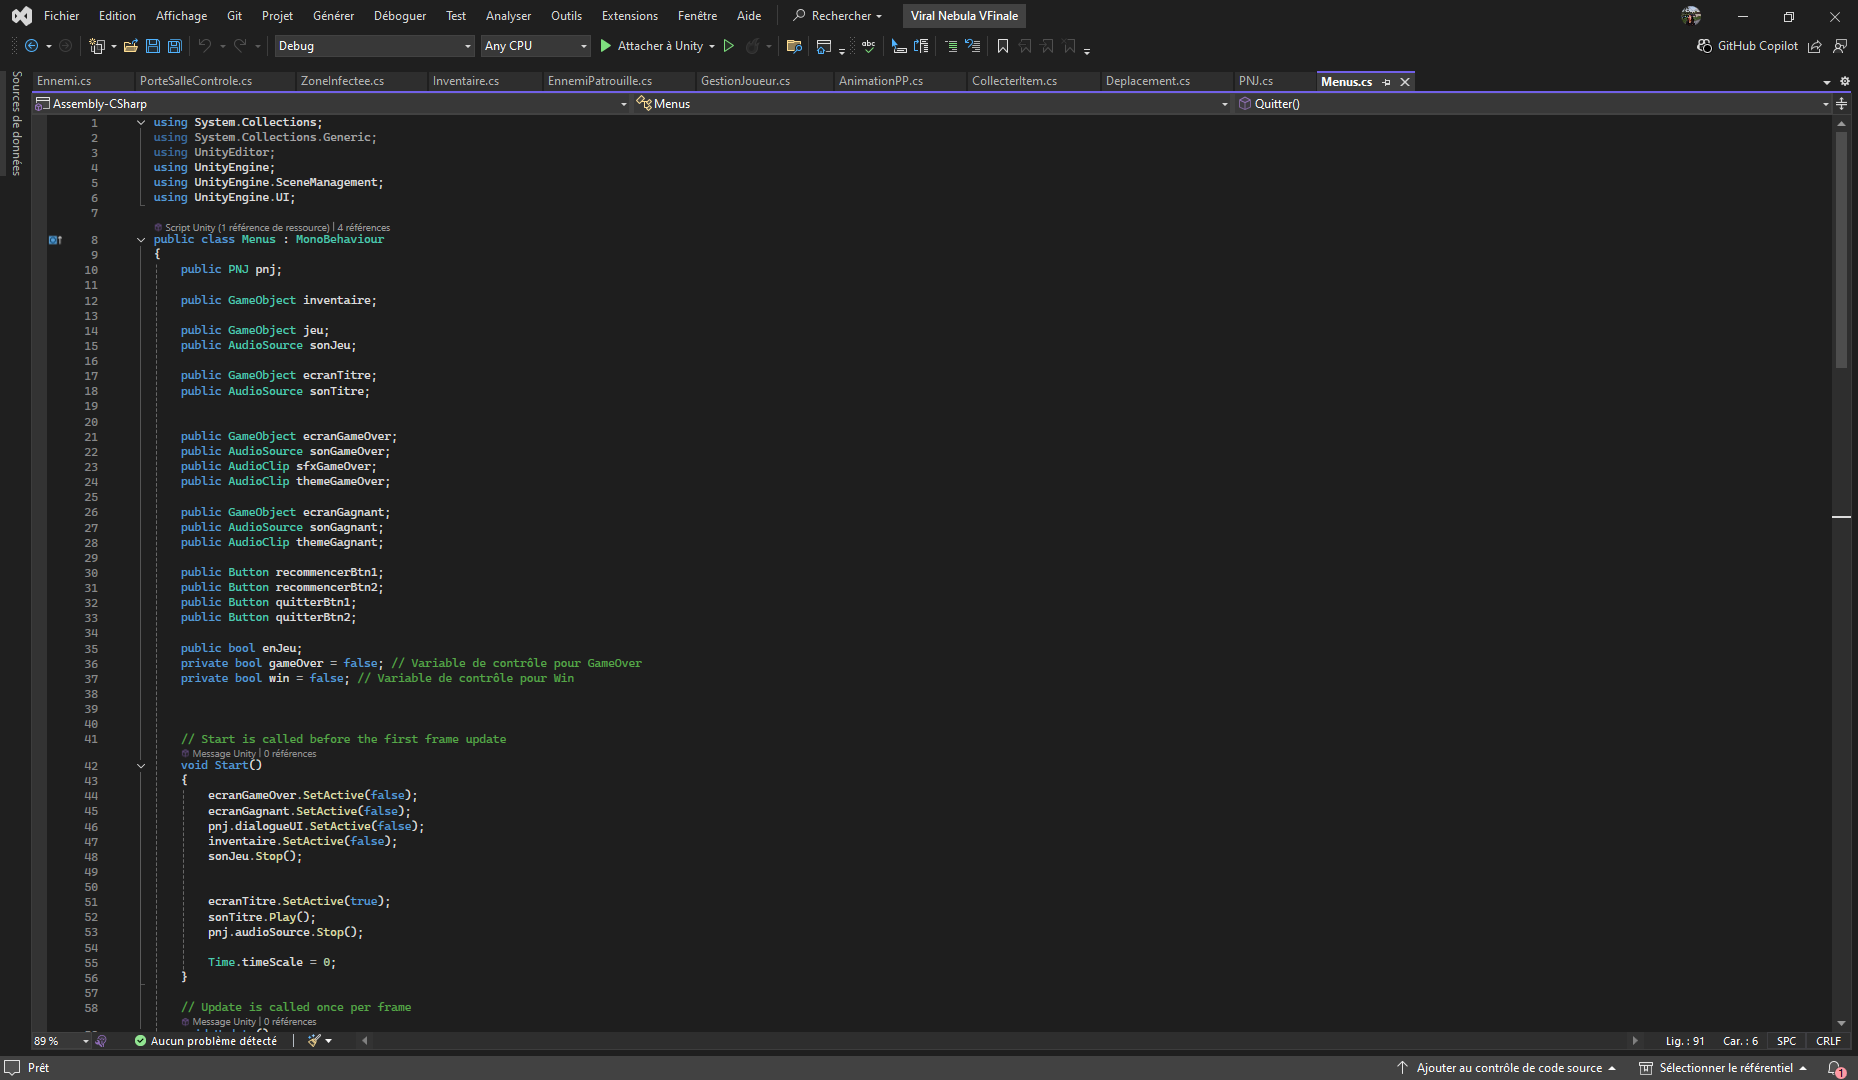 Fichier Edition Affichage Git Projet Générer Déboguer Test Analyser Outils Extensions Fenêtre Aide Rechercher Viral Nebula VFinale
Debug Any CPU Attacher à Unity abc GitHub Copilot
Sources de données
Ennemi.cs PorteSalleControle.cs ZoneInfectee.cs Inventaire.cs EnnemiPatrouille.cs GestionJoueur.cs AnimationPP.cs CollecterItem.cs Deplacement.cs PNJ.cs Menus.cs
Assembly-CSharp Menus Quitter()
1 using System.Collections;
2 using System.Collections.Generic;
3 using UnityEditor;
4 using UnityEngine;
5 using UnityEngine.SceneManagement;
6 using UnityEngine.UI;
7
Script Unity (1 référence de ressource) | 4 références
8 public class Menus : MonoBehaviour
9 {
10 public PNJ pnj;
11
12 public GameObject inventaire;
13
14 public GameObject jeu;
15 public AudioSource sonJeu;
16
17 public GameObject ecranTitre;
18 public AudioSource sonTitre;
19
20
21 public GameObject ecranGameOver;
22 public AudioSource sonGameOver;
23 public AudioClip sfxGameOver;
24 public AudioClip themeGameOver;
25
26 public GameObject ecranGagnant;
27 public AudioSource sonGagnant;
28 public AudioClip themeGagnant;
29
30 public Button recommencerBtn1;
31 public Button recommencerBtn2;
32 public Button quitterBtn1;
33 public Button quitterBtn2;
34
35 public bool enJeu;
36 private bool gameOver = false; // Variable de contrôle pour GameOver
37 private bool win = false; // Variable de contrôle pour Win
38
39
40
41 // Start is called before the first frame update
Message Unity | 0 références
42 void Start()
43 {
44 ecranGameOver.SetActive(false);
45 ecranGagnant.SetActive(false);
46 pnj.dialogueUI.SetActive(false);
47 inventaire.SetActive(false);
48 sonJeu.Stop();
49
50
51 ecranTitre.SetActive(true);
52 sonTitre.Play();
53 pnj.audioSource.Stop();
54
55 Time.timeScale = 0;
56 }
57
58 // Update is called once per frame
Message Unity | 0 références
89 % Aucun problème détecté Lig. : 91 Car. : 6 SPC CRLF
Prêt Ajouter au contrôle de code source Sélectionner le référentiel 1